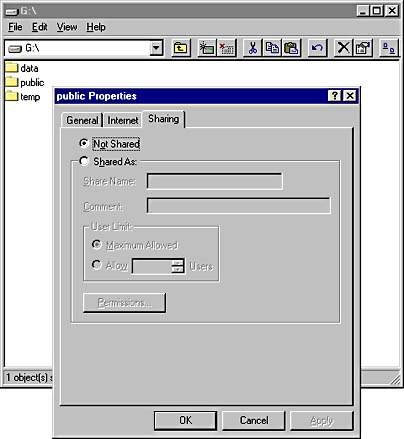 G:\
File Edit View Help
G:\
data
public
temp
public Properties
General Internet Sharing
Not Shared
Shared As:
Share Name:
Comment:
User Limit:
Maximum Allowed
Allow Users
Permissions...
1 object(s) s
OK Cancel Apply